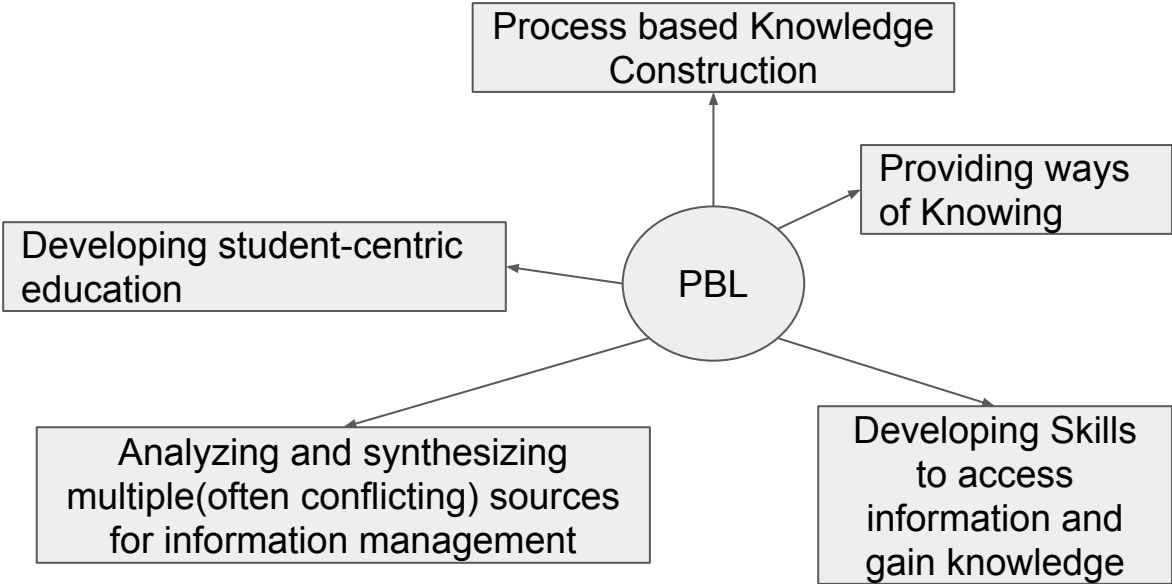 Process based Knowledge
Construction
Providing ways
of Knowing
Developing student-centric
education
PBL
Analyzing and synthesizing
multiple(often conflicting) sources
for information management
Developing Skills
to access
information and
gain knowledge